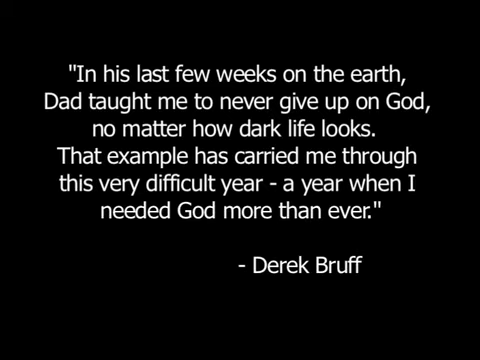 "In his last few weeks on the earth,
Dad taught me to never give up on God,
no matter how dark life looks.
That example has carried me through
this very difficult year - a year when I
needed God more than ever."
- Derek Bruff